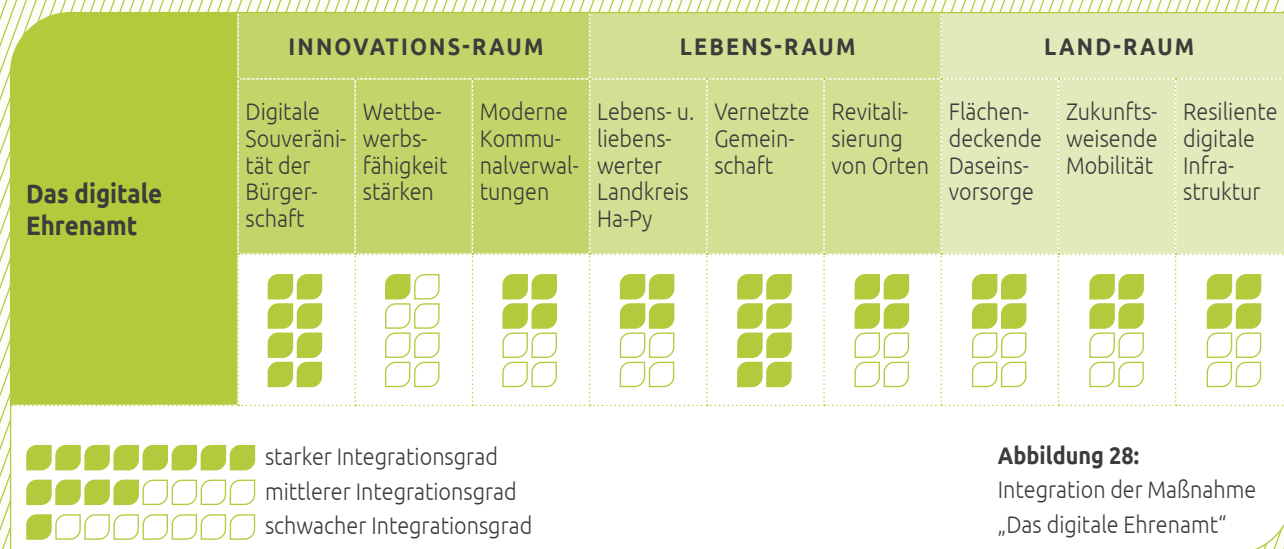 INNOVATIONS-RAUM
LEBENS-RAUM
LAND-RAUM
Das digitale
Ehrenamt
Digitale
Souveräni-
tät der
Bürger-
schaft
Wettbe-
werbs-
fähigkeit
stärken
Moderne
Kommu-
nalverwal-
tungen
Lebens- u.
liebens-
werter
Landkreis
Ha-Py
Vernetzte
Gemein-
schaft
Revitali-
sierung
von Orten
Flächen-
deckende
Daseins-
vorsorge
Zukunfts-
weisende
Mobilität
Resiliente
digitale
Infra-
struktur
starker Integrationsgrad
mittlerer Integrationsgrad
schwacher Integrationsgrad
Abbildung 28:
Integration der Maßnahme
„Das digitale Ehrenamt“